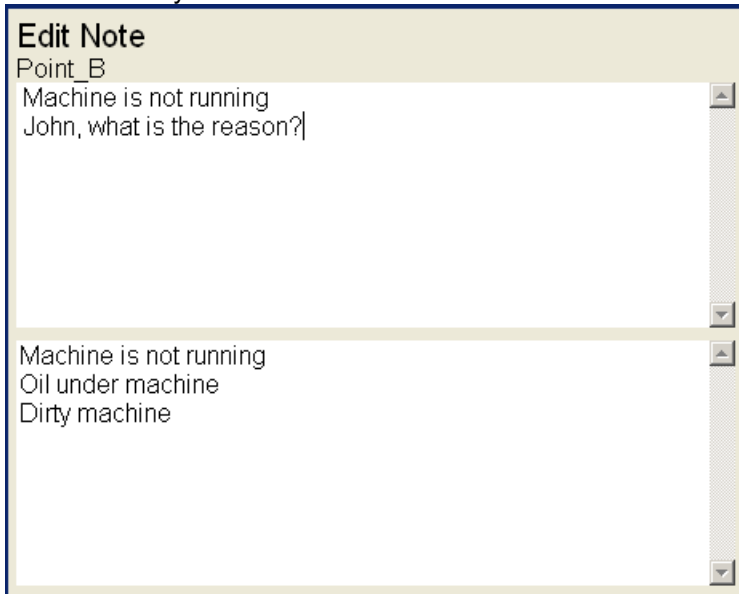 Edit Note
Point_B
Machine is not running
John, what is the reason?
Machine is not running
Oil under machine
Dirty machine